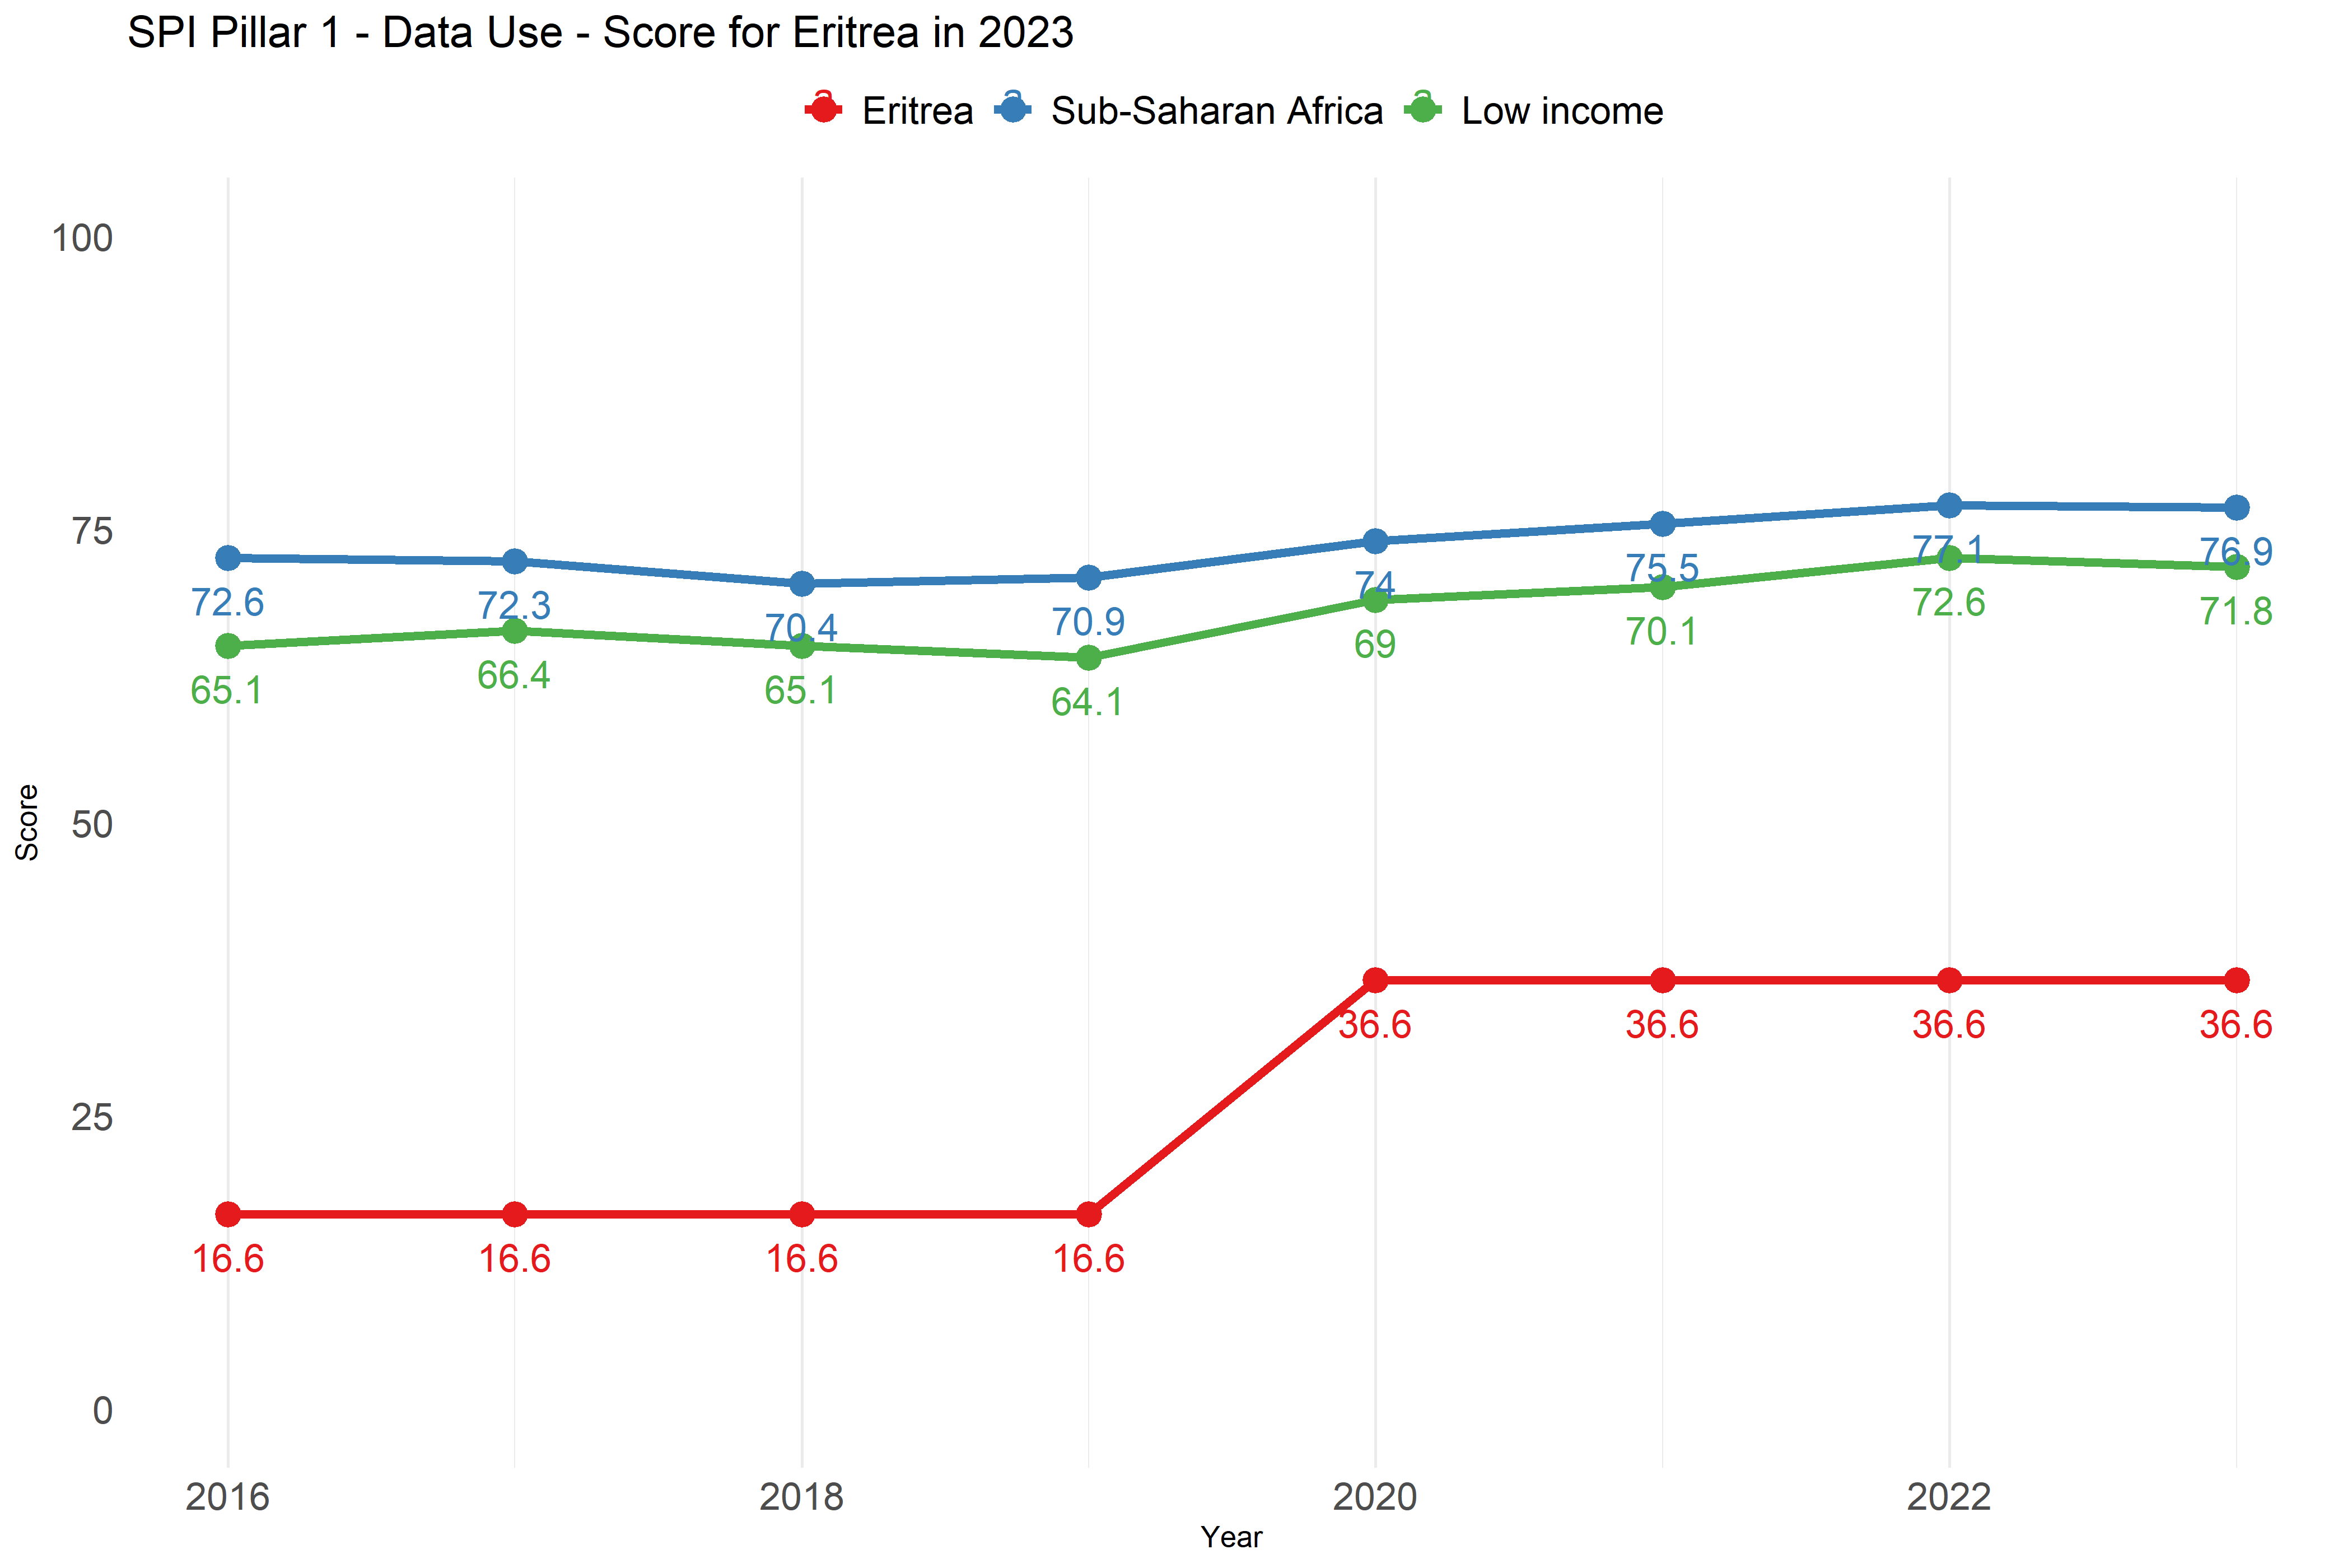 SPI Pillar 1 - Data Use - Score for Eritrea in 2023
Eritrea Sub-Saharan Africa Low income
100
75
50
25
0
Score
72.6 72.3 70.4 70.9 74 75.5 77.1 76.9
65.1 66.4 65.1 64.1 69 70.1 72.6 71.8
36.6 36.6 36.6 36.6
16.6 16.6 16.6 16.6
2016 2018 2020 2022
Year